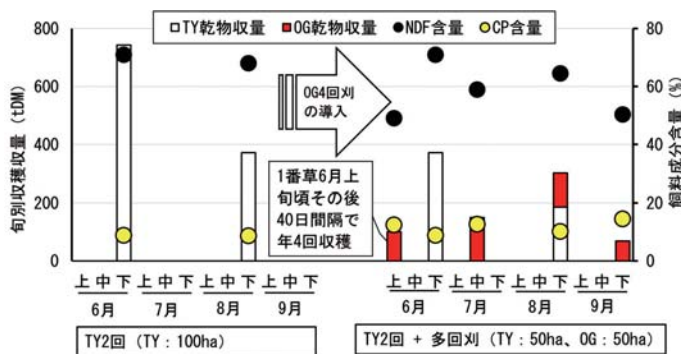 □TY乾物収量 ■OG乾物収量 ●NDF含量 ○CP含量
旬別収穫収量 (tDM)
800
600
400
200
0
80
60
40
20
0
飼料成分含量 (%)
OG4回刈
の導入
1番草6月上
旬頃その後
40日間隔で
年4回収穫
上 中 下 上 中 下 上 中 下 上 中 下
6月 7月 8月 9月
TY2回 (TY:100ha)
上 中 下 上 中 下 上 中 下 上 中 下
6月 7月 8月 9月
TY2回 + 多回刈 (TY:50ha、OG:50ha)